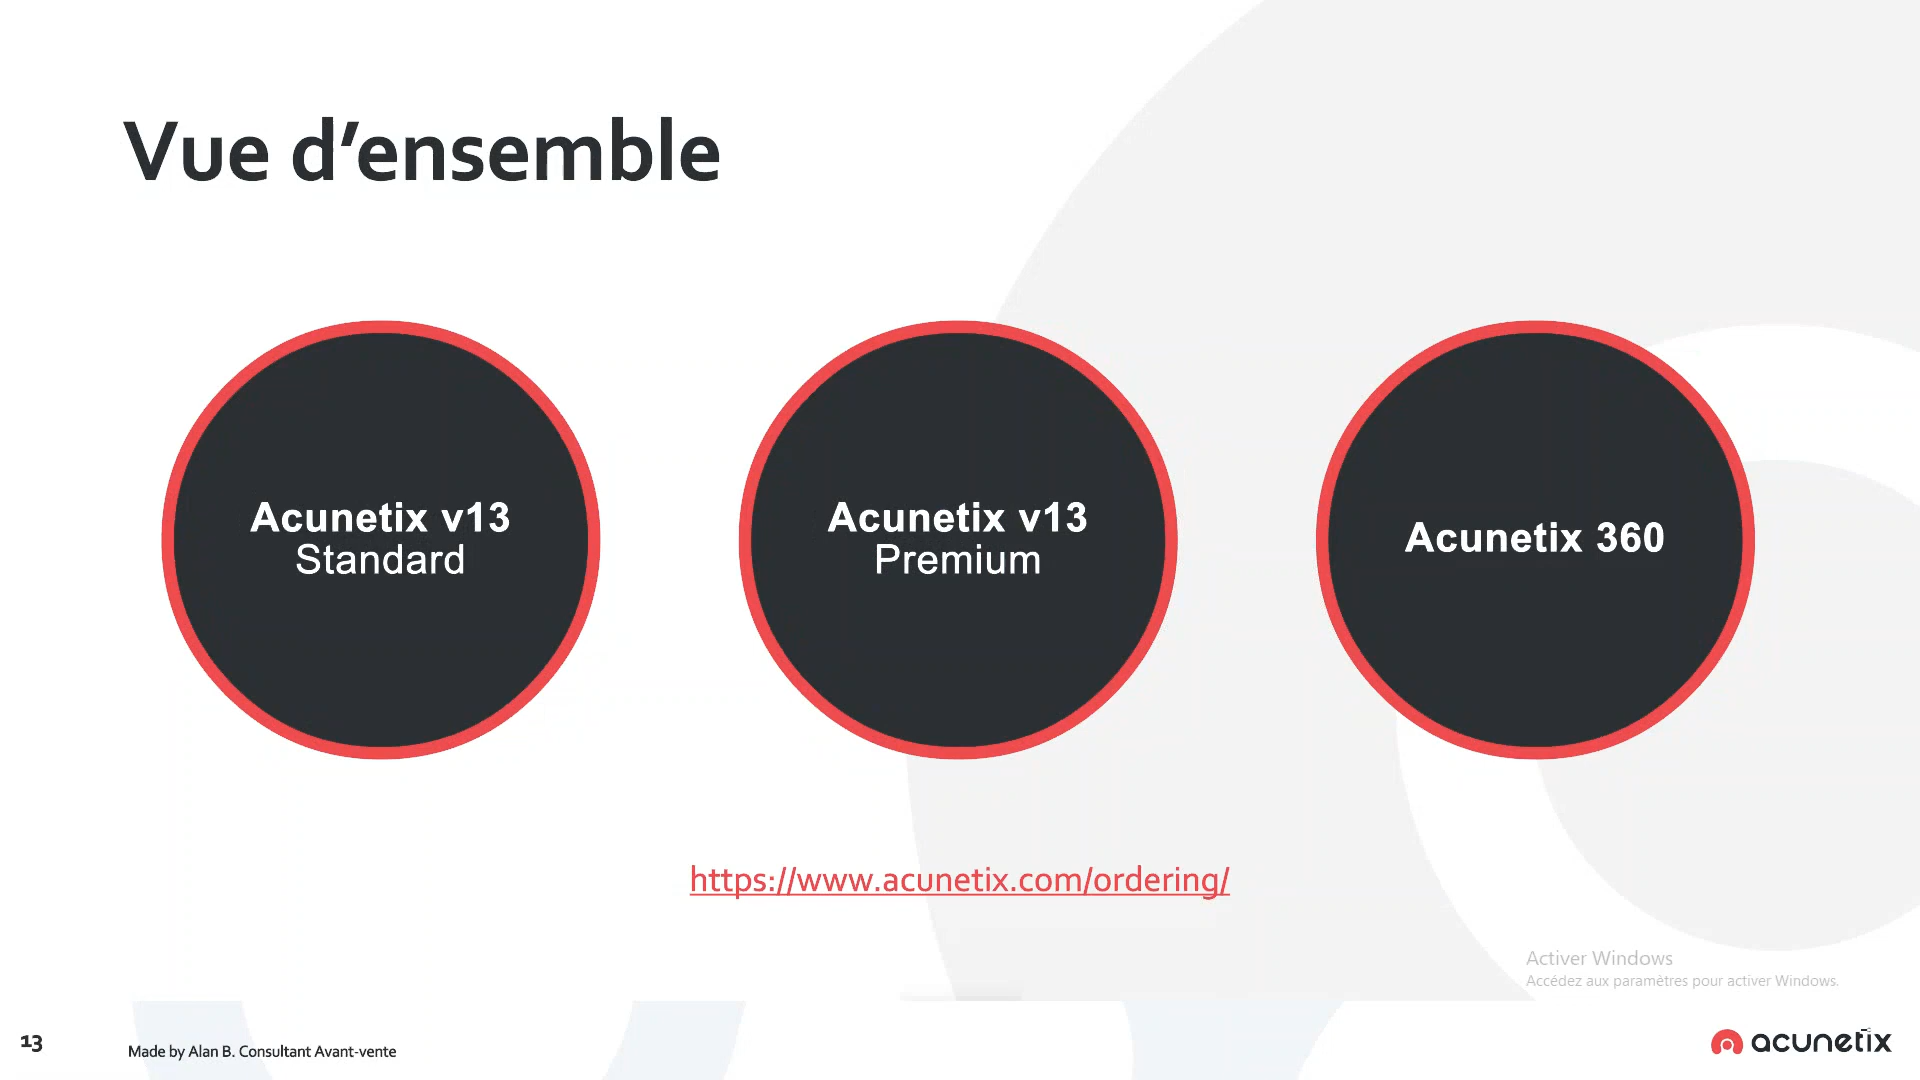 Vue d’ensemble
Acunetix v13
Standard
Acunetix v13
Premium
Acunetix 360
https://www.acunetix.com/ordering/
Activer Windows
Accédez aux paramètres pour activer Windows.
13
Made by Alan B. Consultant Avant-vente
acunetix